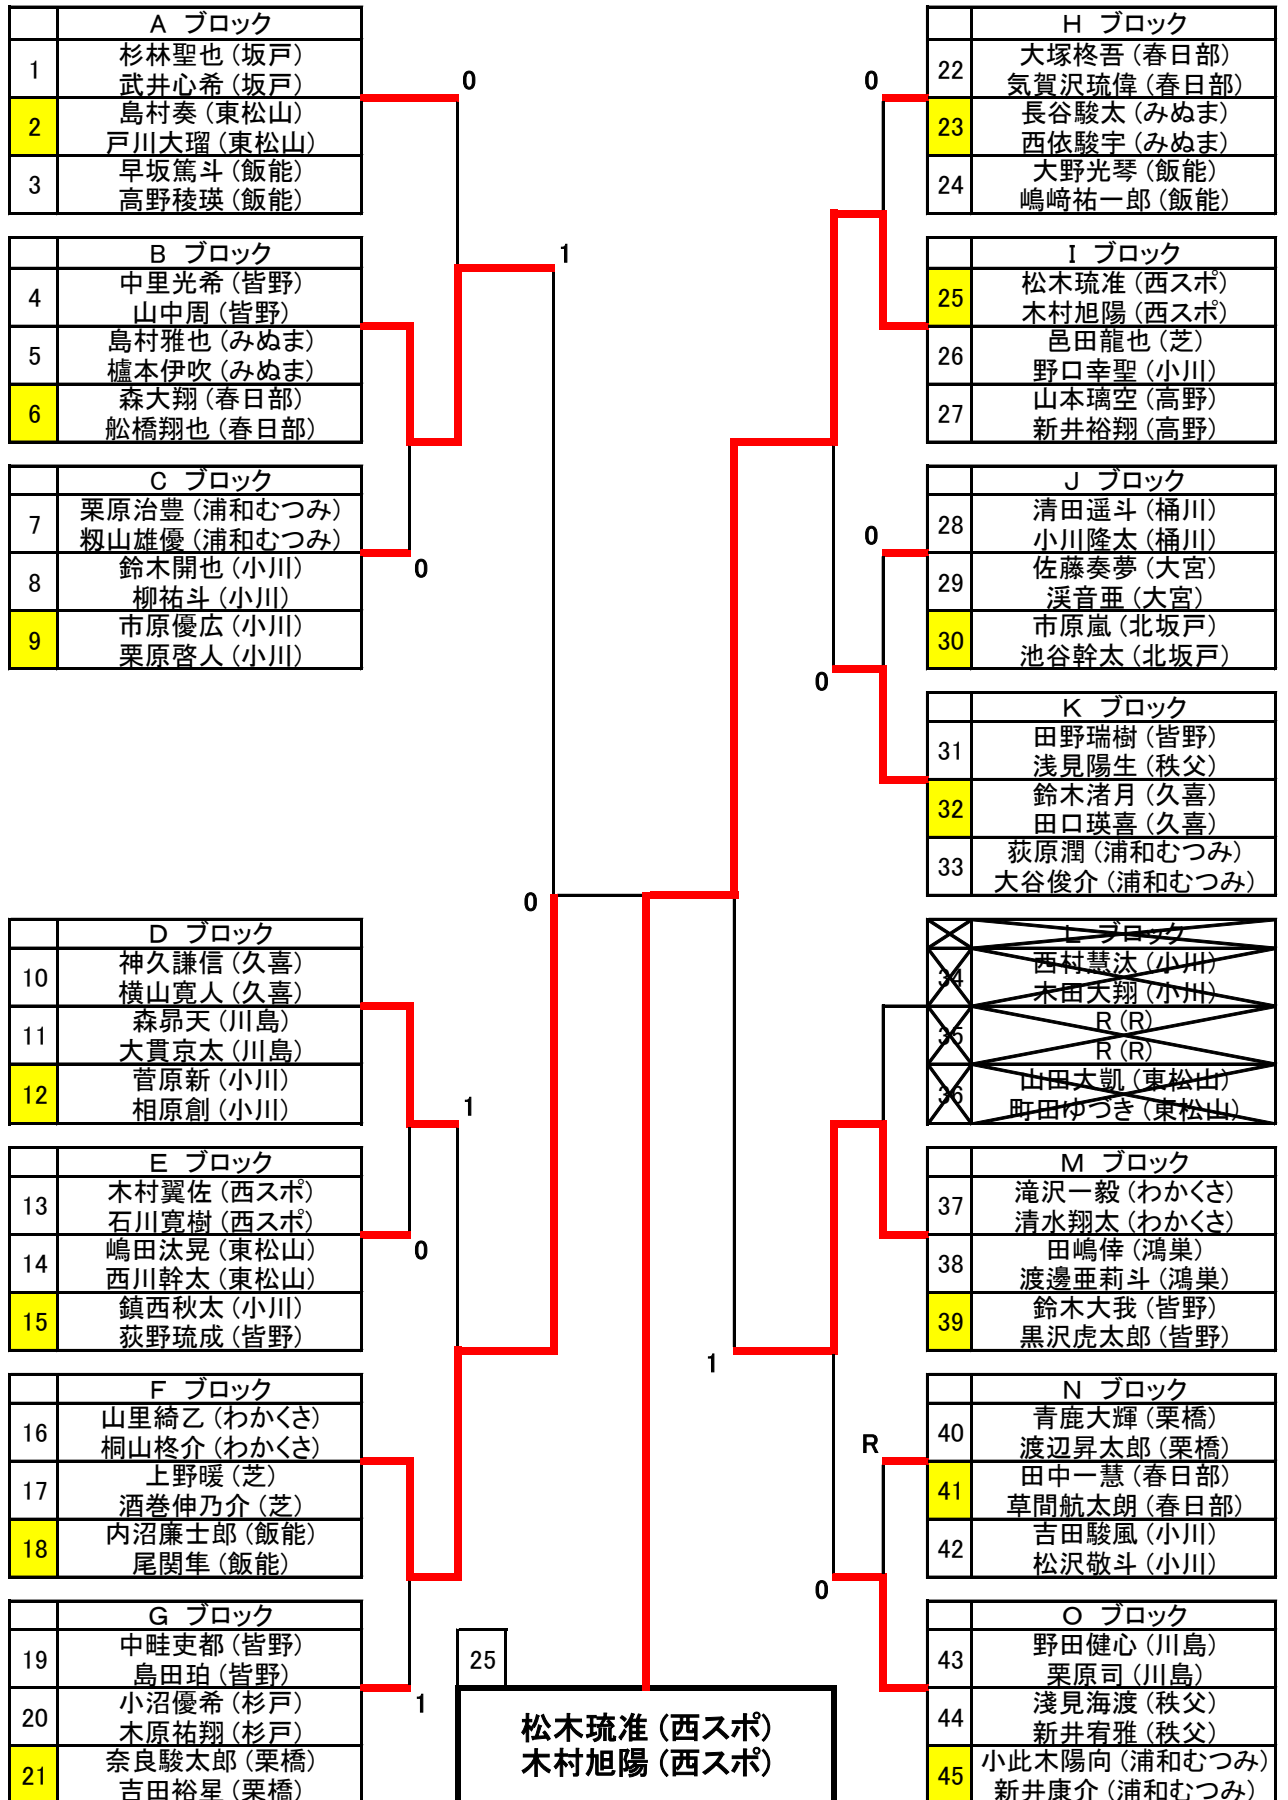 A ブロック
1
杉林聖也 (坂戸)
武井心希 (坂戸)
2
島村奏 (東松山)
戸川大瑠 (東松山)
3
早坂篤斗 (飯能)
高野稜瑛 (飯能)
0
B ブロック
4
中里光希 (皆野)
山中周 (皆野)
5
島村雅也 (みぬま)
櫨本伊吹 (みぬま)
6
森大翔 (春日部)
舩橋翔也 (春日部)
1
C ブロック
7
栗原治豊 (浦和むつみ)
籾山雄優 (浦和むつみ)
8
鈴木開也 (小川)
柳祐斗 (小川)
9
市原優広 (小川)
栗原啓人 (小川)
0
0
D ブロック
10
神久謙信 (久喜)
横山寛人 (久喜)
11
森昴天 (川島)
大貫京太 (川島)
12
菅原新 (小川)
相原創 (小川)
1
E ブロック
13
木村翼佐 (西スポ)
石川寛樹 (西スポ)
14
嶋田汰晃 (東松山)
西川幹太 (東松山)
15
鎮西秋太 (小川)
荻野琉成 (皆野)
0
F ブロック
16
山里綺乙 (わかくさ)
桐山柊介 (わかくさ)
17
上野暖 (芝)
酒巻伸乃介 (芝)
18
内沼廉士郎 (飯能)
尾関隼 (飯能)
G ブロック
19
中畦吏都 (皆野)
島田珀 (皆野)
20
小沼優希 (杉戸)
木原祐翔 (杉戸)
21
奈良駿太郎 (栗橋)
吉田裕星 (栗橋)
1
25
松木琉准 (西スポ)
木村旭陽 (西スポ)
H ブロック
22
大塚柊吾 (春日部)
気賀沢琉偉 (春日部)
23
長谷駿太 (みぬま)
西依駿宇 (みぬま)
24
大野光琴 (飯能)
嶋﨑祐一郎 (飯能)
0
I ブロック
25
松木琉准 (西スポ)
木村旭陽 (西スポ)
26
邑田龍也 (芝)
野口幸聖 (小川)
27
山本璃空 (高野)
新井裕翔 (高野)
J ブロック
28
清田遥斗 (桶川)
小川隆太 (桶川)
29
佐藤奏夢 (大宮)
渓音亜 (大宮)
30
市原嵐 (北坂戸)
池谷幹太 (北坂戸)
0
0
K ブロック
31
田野瑞樹 (皆野)
浅見陽生 (秩父)
32
鈴木渚月 (久喜)
田口瑛喜 (久喜)
33
荻原潤 (浦和むつみ)
大谷俊介 (浦和むつみ)
L ブロック
34
西村慧汰 (小川)
木田大翔 (小川)
35
R (R)
R (R)
36
山田大凱 (東松山)
町田ゆづき (東松山)
M ブロック
37
滝沢一毅 (わかくさ)
清水翔太 (わかくさ)
38
田嶋倖 (鴻巣)
渡邊亜莉斗 (鴻巣)
39
鈴木大我 (皆野)
黒沢虎太郎 (皆野)
1
N ブロック
40
青鹿大輝 (栗橋)
渡辺昇太郎 (栗橋)
41
田中一慧 (春日部)
草間航太朗 (春日部)
42
吉田駿風 (小川)
松沢敬斗 (小川)
R
0
O ブロック
43
野田健心 (川島)
栗原司 (川島)
44
淺見海渡 (秩父)
新井宥雅 (秩父)
45
小此木陽向 (浦和むつみ)
新井康介 (浦和むつみ)